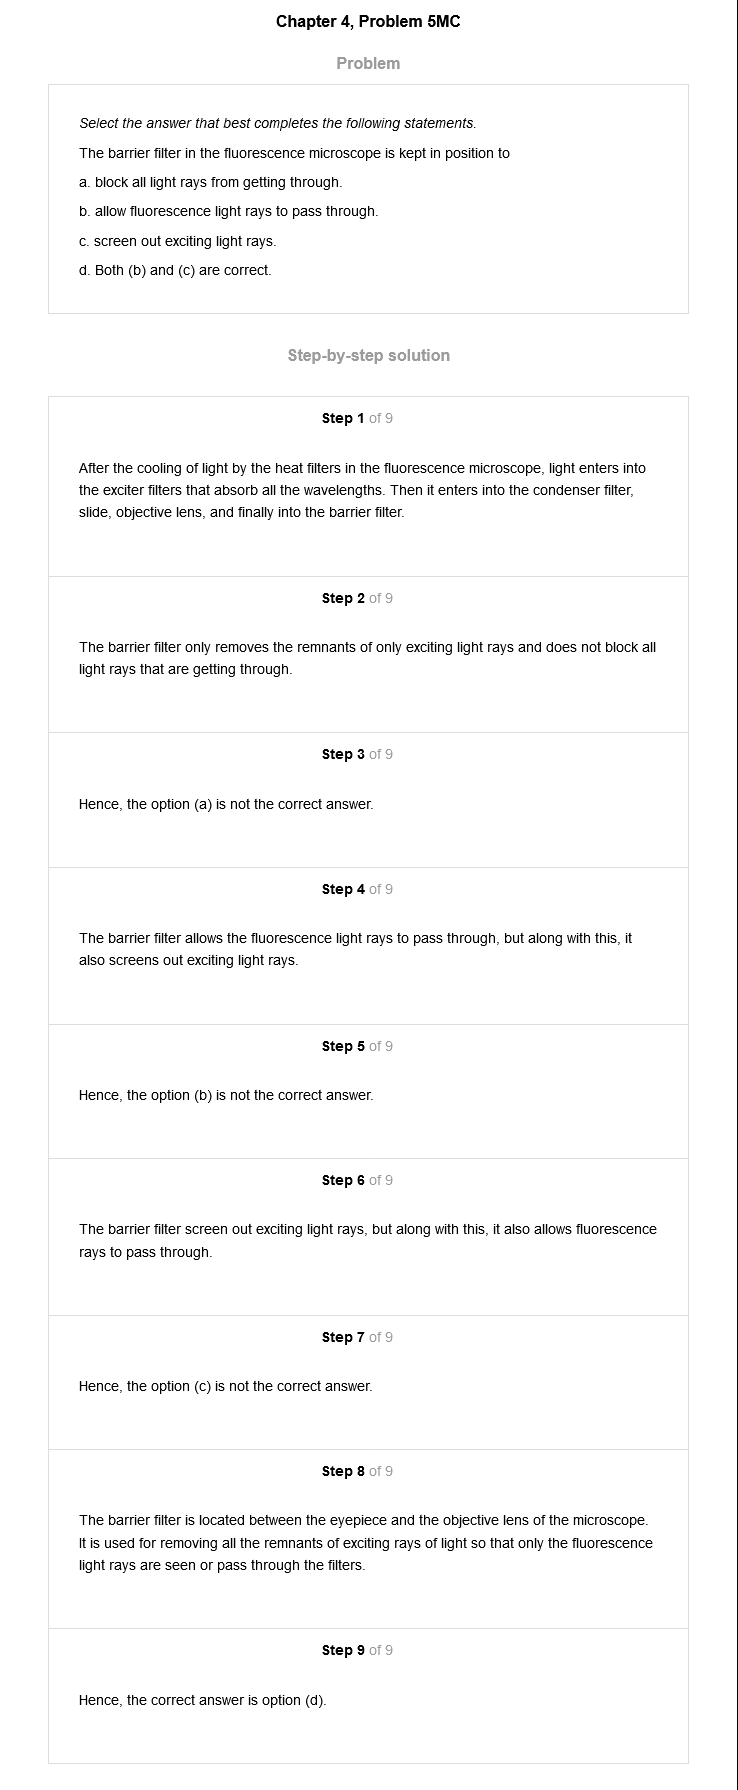 Chapter 4, Problem 5MC
Problem
Select the answer that best completes the following statements.
The barrier filter in the fluorescence microscope is kept in position to
a. block all light rays from getting through.
b. allow fluorescence light rays to pass through.
c. screen out exciting light rays.
d. Both (b) and (c) are correct.
Step-by-step solution
Step 1 of 9
After the cooling of light by the heat filters in the fluorescence microscope, light enters into
the exciter filters that absorb all the wavelengths. Then it enters into the condenser filter,
slide, objective lens, and finally into the barrier filter.
Step 2 of 9
The barrier filter only removes the remnants of only exciting light rays and does not block all
light rays that are getting through.
Step 3 of 9
Hence, the option (a) is not the correct answer.
Step 4 of 9
The barrier filter allows the fluorescence light rays to pass through, but along with this, it
also screens out exciting light rays.
Step 5 of 9
Hence, the option (b) is not the correct answer.
Step 6 of 9
The barrier filter screen out exciting light rays, but along with this, it also allows fluorescence
rays to pass through.
Step 7 of 9
Hence, the option (c) is not the correct answer.
Step 8 of 9
The barrier filter is located between the eyepiece and the objective lens of the microscope.
It is used for removing all the remnants of exciting rays of light so that only the fluorescence
light rays are seen or pass through the filters.
Step 9 of 9
Hence, the correct answer is option (d).